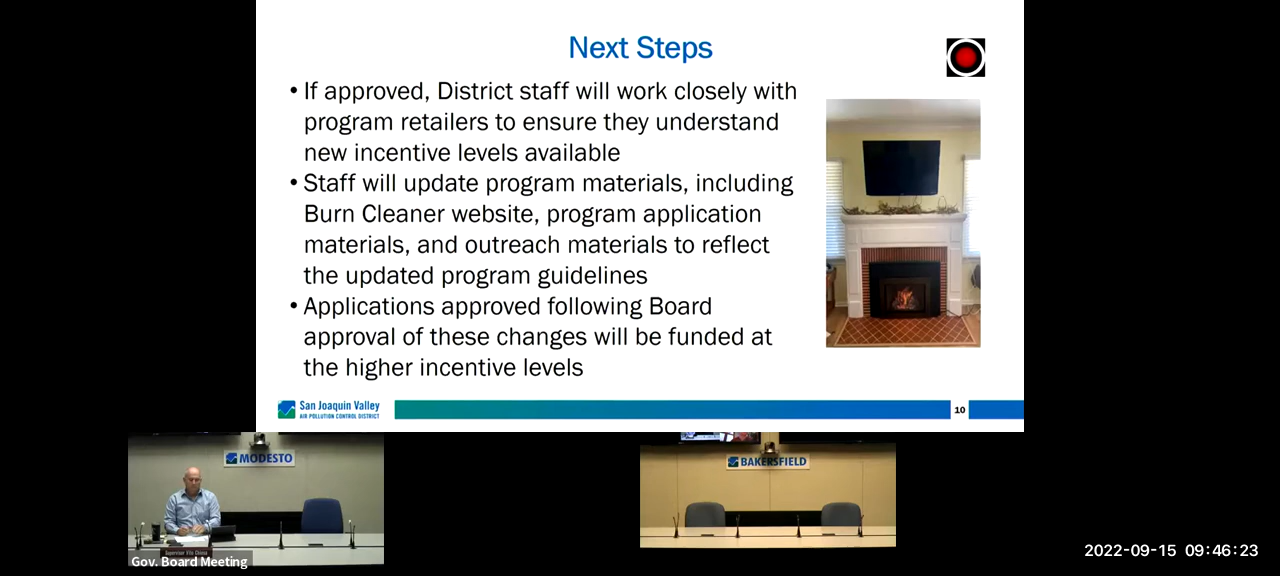 Next Steps
• If approved, District staff will work closely with
program retailers to ensure they understand
new incentive levels available
• Staff will update program materials, including
Burn Cleaner website, program application
materials, and outreach materials to reflect
the updated program guidelines
• Applications approved following Board
approval of these changes will be funded at
the higher incentive levels
San Joaquin Valley
AIR POLLUTION CONTROL DISTRICT
10
MODESTO
BAKERSFIELD
Supervisor Vito Chiesa
Gov. Board Meeting
2022-09-15 09:46:23